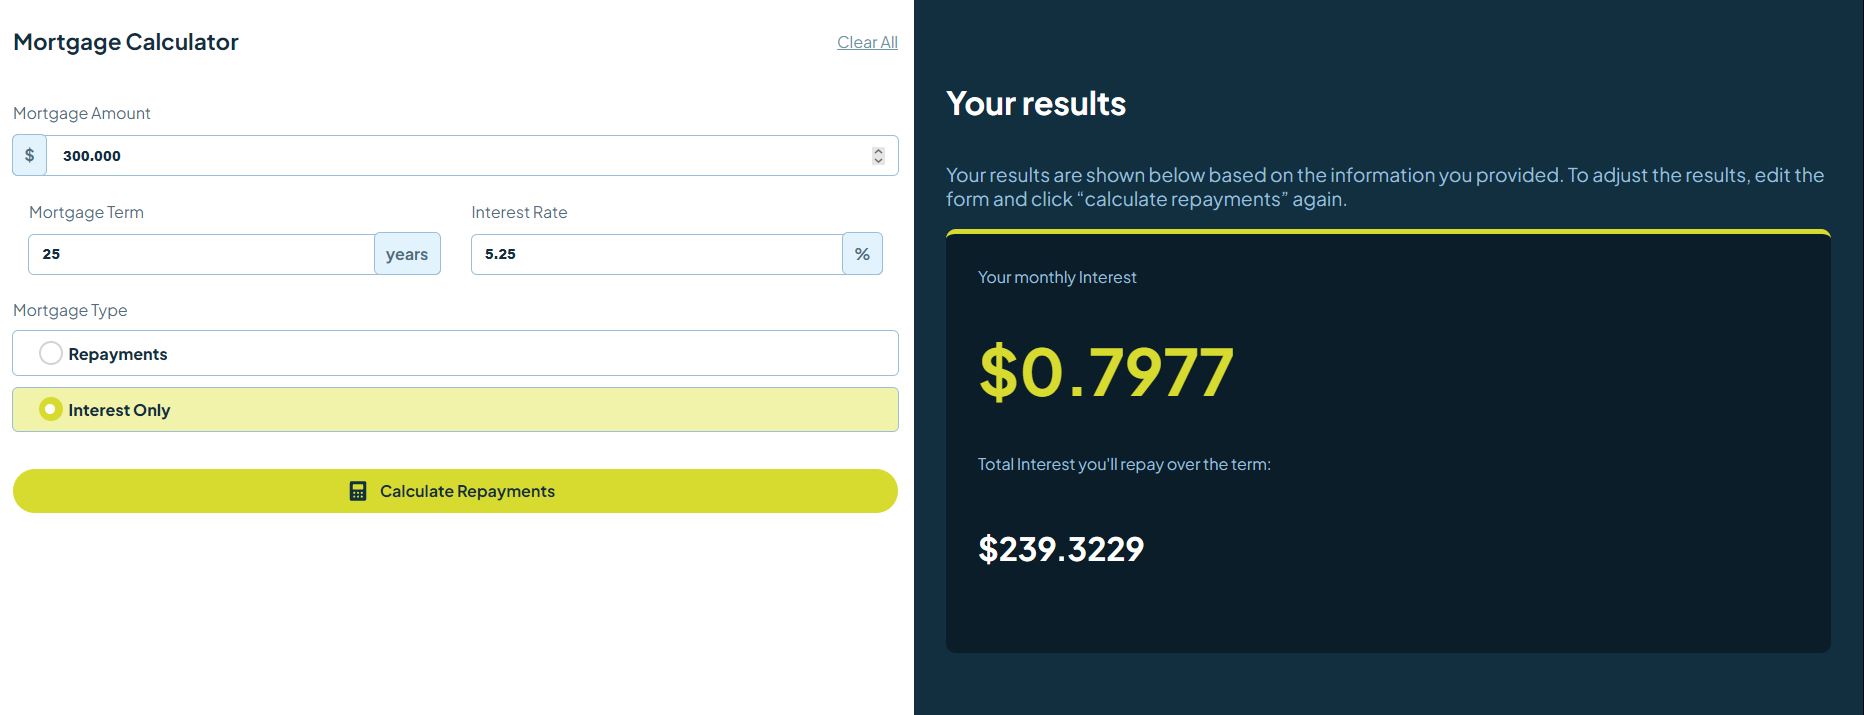 Mortgage Calculator
Clear All
Mortgage Amount
$ 300.000
Mortgage Term
25 years
Interest Rate
5.25 %
Mortgage Type
Repayments
Interest Only
Calculate Repayments
Your results
Your results are shown below based on the information you provided. To adjust the results, edit the
form and click “calculate repayments” again.
Your monthly Interest
$0.7977
Total Interest you'll repay over the term:
$239.3229